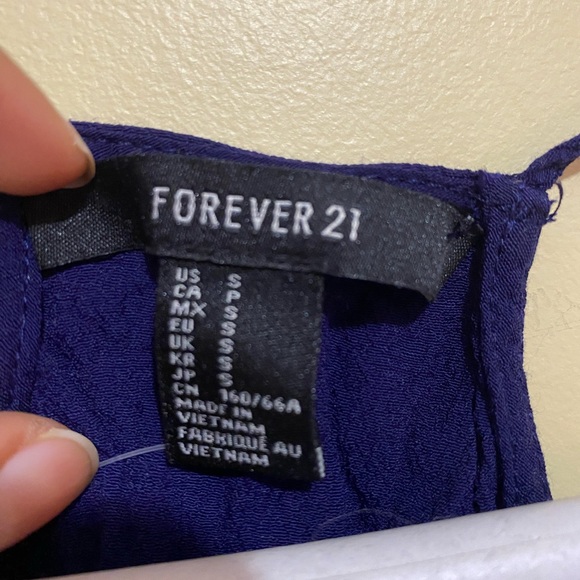 FOREVER 21
US S
CA P
MX S
EU S
UK S
KR S
JP S
CN 160/66A
MADE IN
VIETNAM
FABRIQUÉ AU
VIETNAM